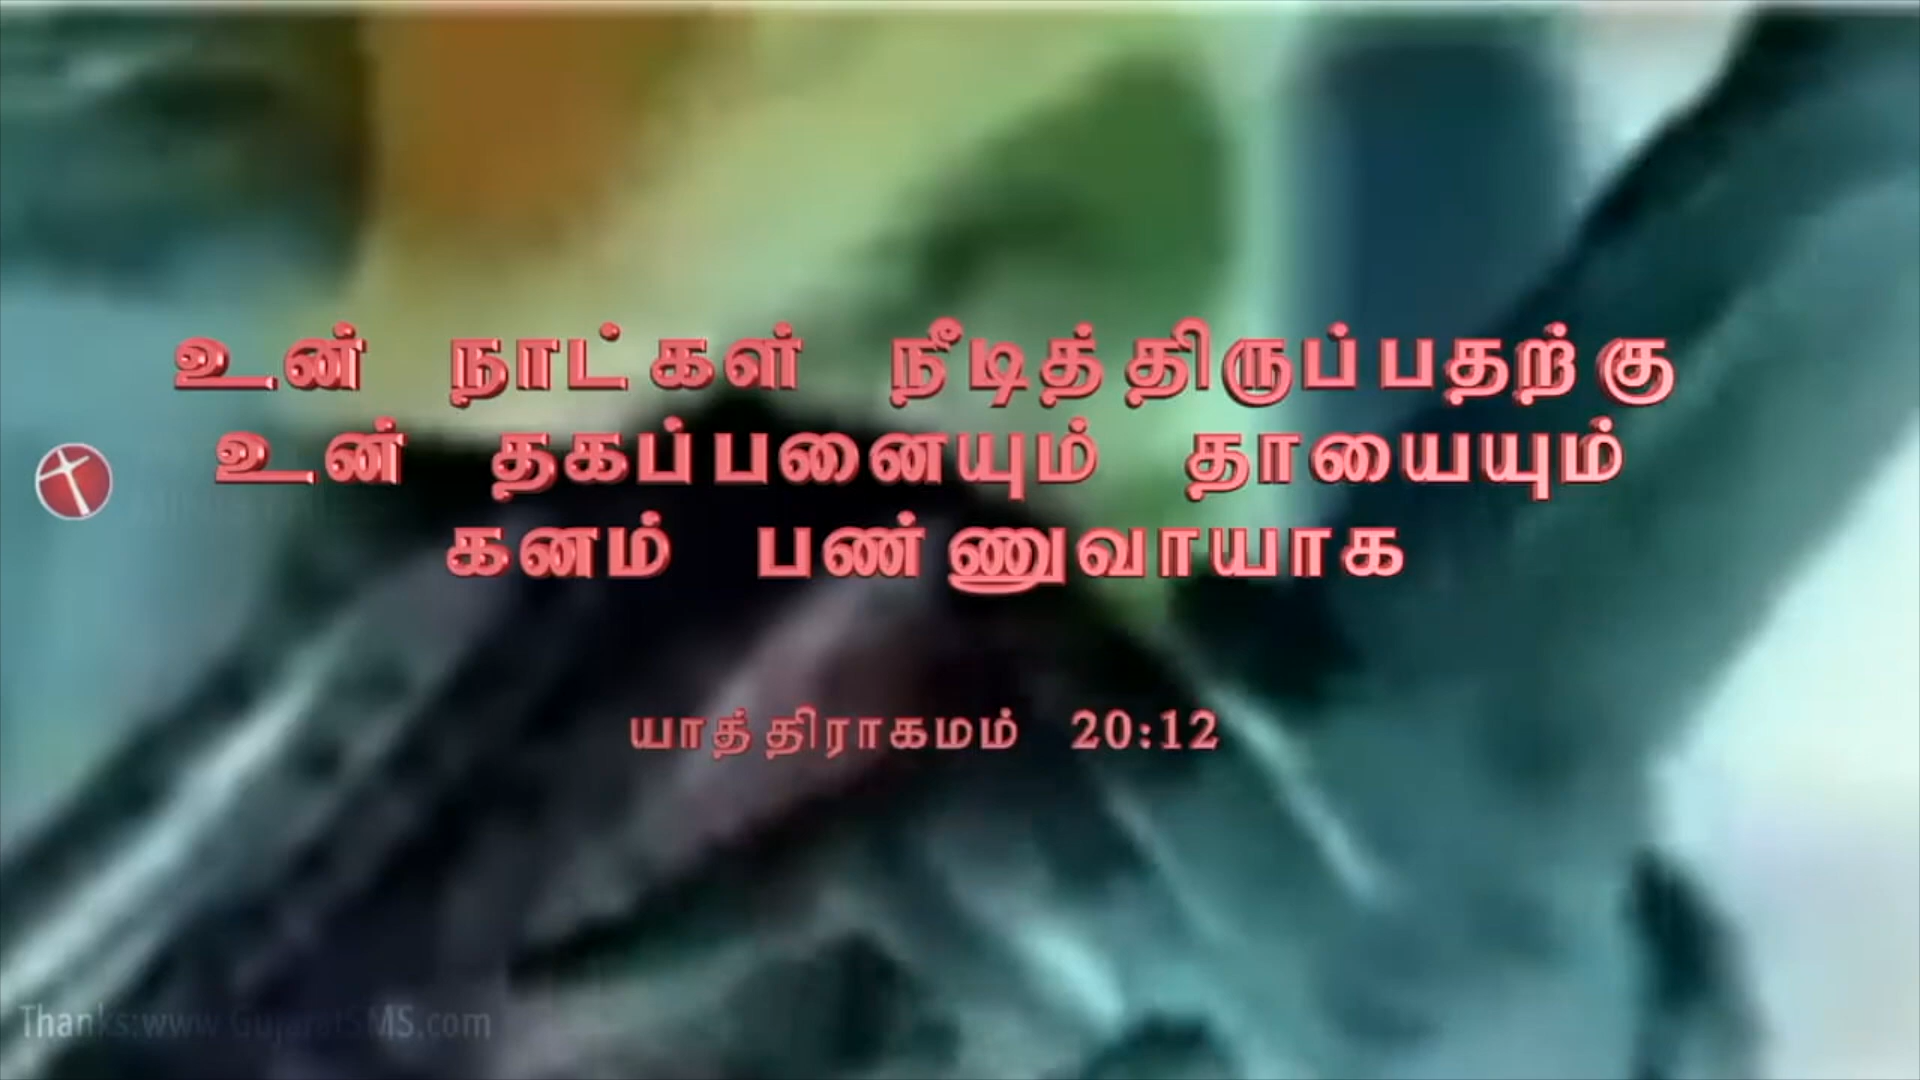 உன் நாட்கள் நீடித்திருப்பதற்கு
உன் தகப்பனையும் தாயையும்
கனம் பண்ணுவாயாக
யாத்திராகமம் 20:12
Thanks:www.GujaratSMS.com